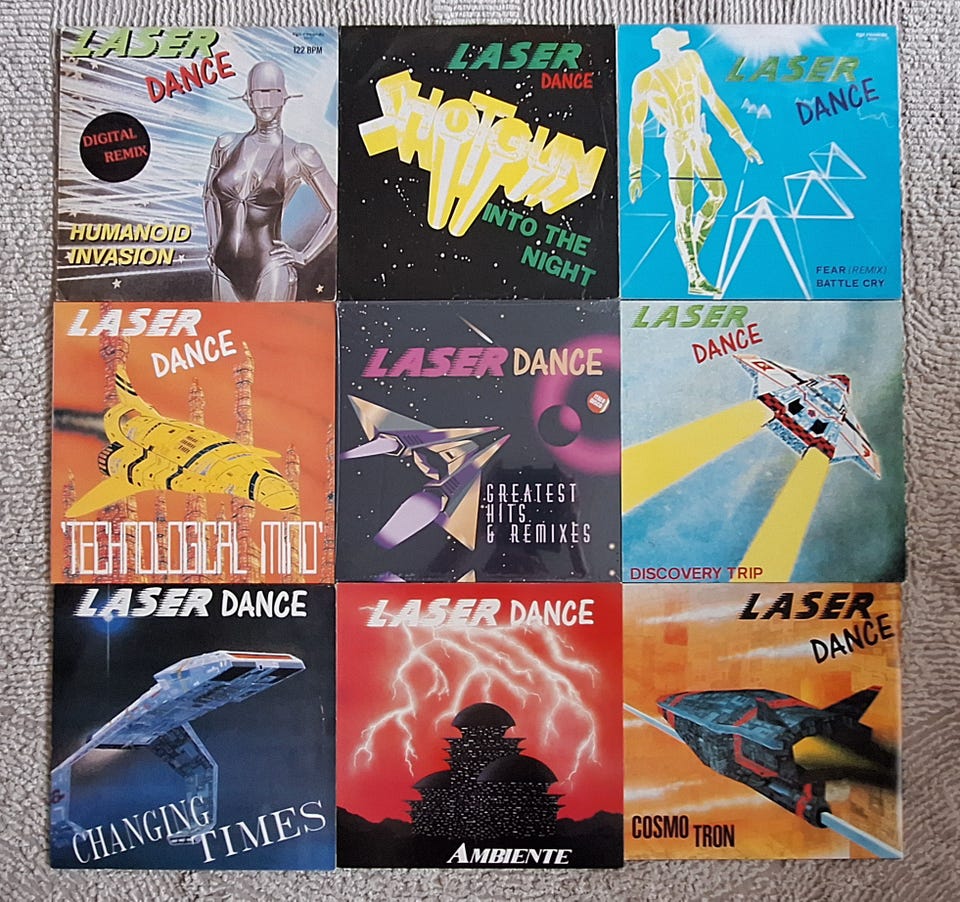 LASER
DANCE
122 BPM
DIGITAL
REMIX
HUMANOID
INVASION
LASER
DANCE
SHOTGUN
INTO THE
NIGHT
LASER
DANCE
FEAR (REMIX)
BATTLE CRY
LASER
DANCE
'TECHNOLOGICAL MIND'
LASER DANCE
GREATEST
HITS
& REMIXES
LASER
DANCE
DISCOVERY TRIP
LASER DANCE
CHANGING
TIMES
LASER DANCE
AMBIENTE
LASER
DANCE
COSMO TRON